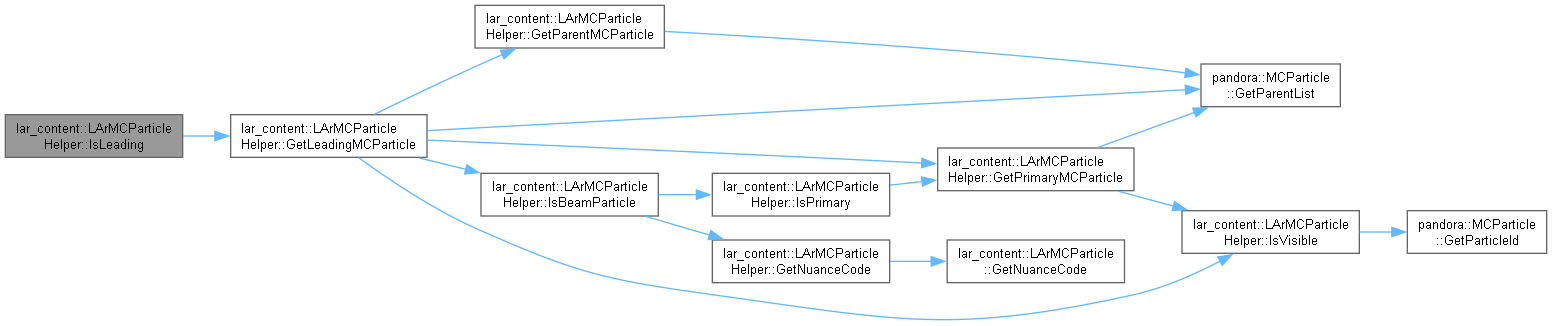 lar_content::LArMCParticle
Helper::IsLeading
lar_content::LArMCParticle
Helper::GetLeadingMCParticle
lar_content::LArMCParticle
Helper::GetParentMCParticle
lar_content::LArMCParticle
Helper::IsBeamParticle
lar_content::LArMCParticle
Helper::IsPrimary
lar_content::LArMCParticle
Helper::GetNuanceCode
lar_content::LArMCParticle
Helper::GetPrimaryMCParticle
lar_content::LArMCParticle
::GetNuanceCode
pandora::MCParticle
::GetParentList
lar_content::LArMCParticle
Helper::IsVisible
pandora::MCParticle
::GetParticleId